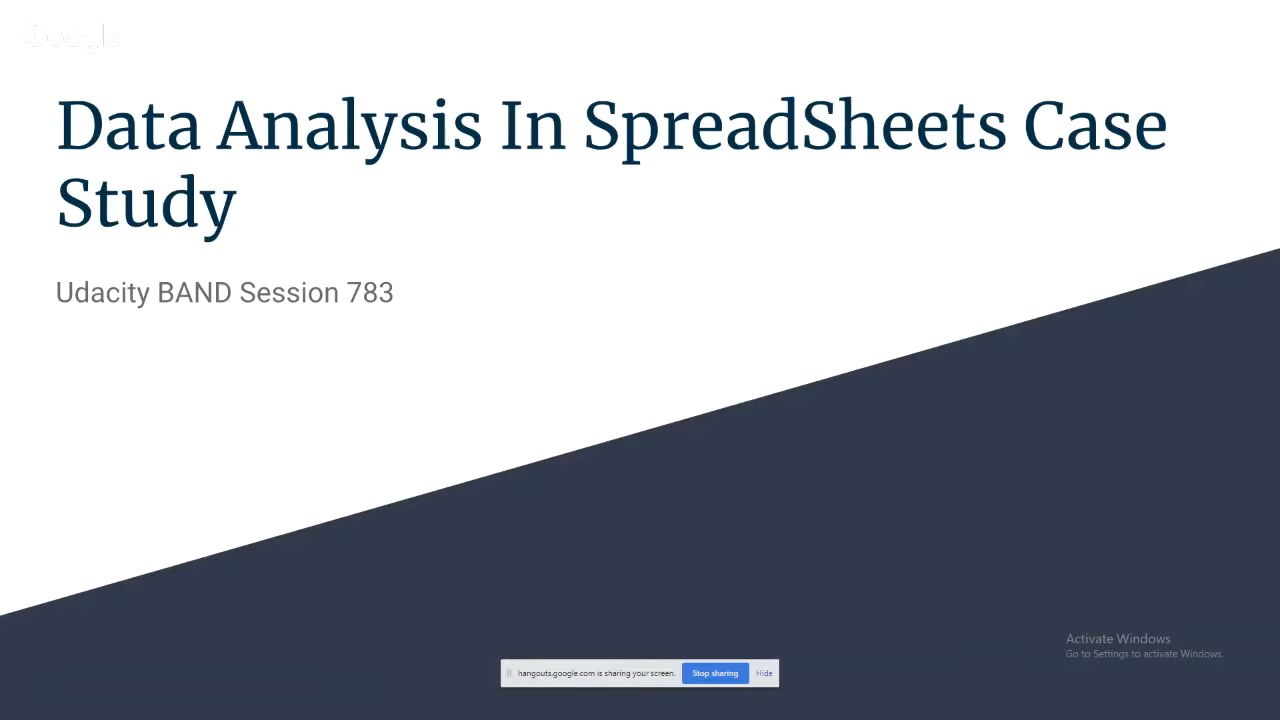 Google
Data Analysis In SpreadSheets Case
Study
Udacity BAND Session 783
Activate Windows
Go to Settings to activate Windows.
hangouts.google.com is sharing your screen.
Stop sharing
Hide